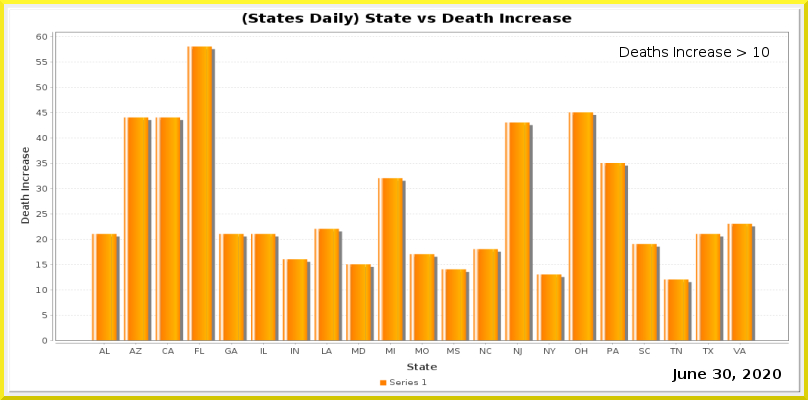 (States Daily) State vs Death Increase
Deaths Increase > 10
Death Increase
60
55
50
45
40
35
30
25
20
15
10
5
0
AL AZ CA FL GA IL IN LA MD MI MO MS NC NJ NY OH PA SC TN TX VA
State
Series 1
June 30, 2020